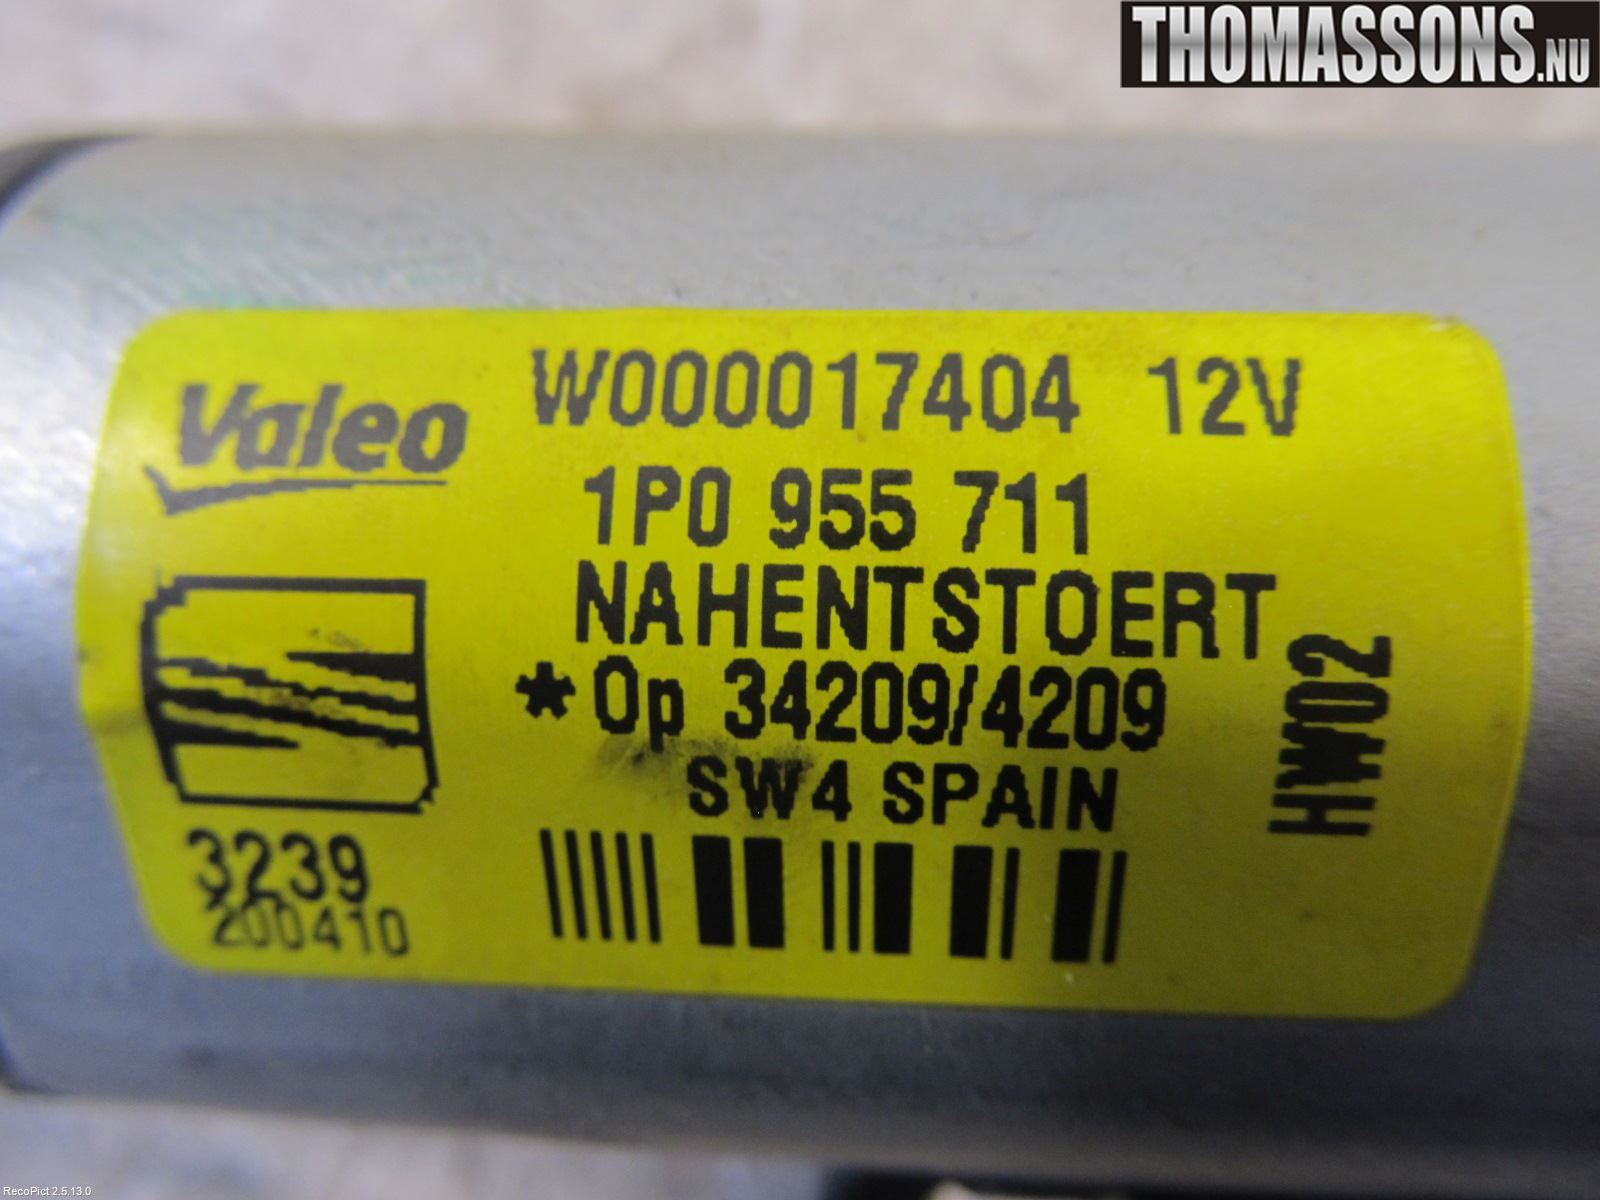 THOMASSONS.NU
Valeo
W000017404 12V
1P0 955 711
NAHENTSTOERT
*Op 34209/4209
SW4 SPAIN
HW02
3239
200410
RecoPict 2.5.13.0